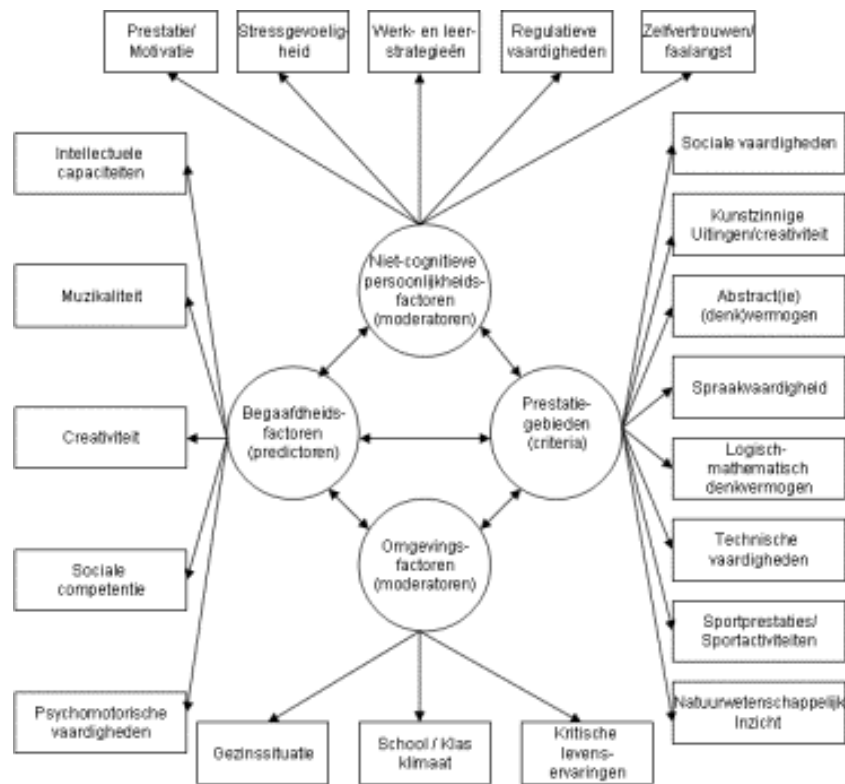 Prestatie/
Motivatie
Stressgevoelig-
heid
Werk- en leer-
strategieën
Regulatieve
vaardigheden
Zelfvertrouwen/
faalangst
Intellectuele
capaciteiten
Muzikaliteit
Creativiteit
Sociale
competentie
Psychomotorische
vaardigheden
Niet-cognitieve
persoonlijkheids-
factoren
(moderatoren)
Begaafdheids-
factoren
(predictoren)
Prestatie-
gebieden
(criteria)
Omgevings-
factoren
(moderatoren)
Sociale vaardigheden
Kunstzinnige
Uitingen/creativiteit
Abstract(ie)
(denk)vermogen
Spraakvaardigheid
Logisch-
mathematisch
denkvermogen
Technische
vaardigheden
Sportprestaties/
Sportactiviteiten
Natuurwetenschappelijk
Inzicht
Gezinssituatie
School / Klas
klimaat
Kritische
levens-
ervaringen